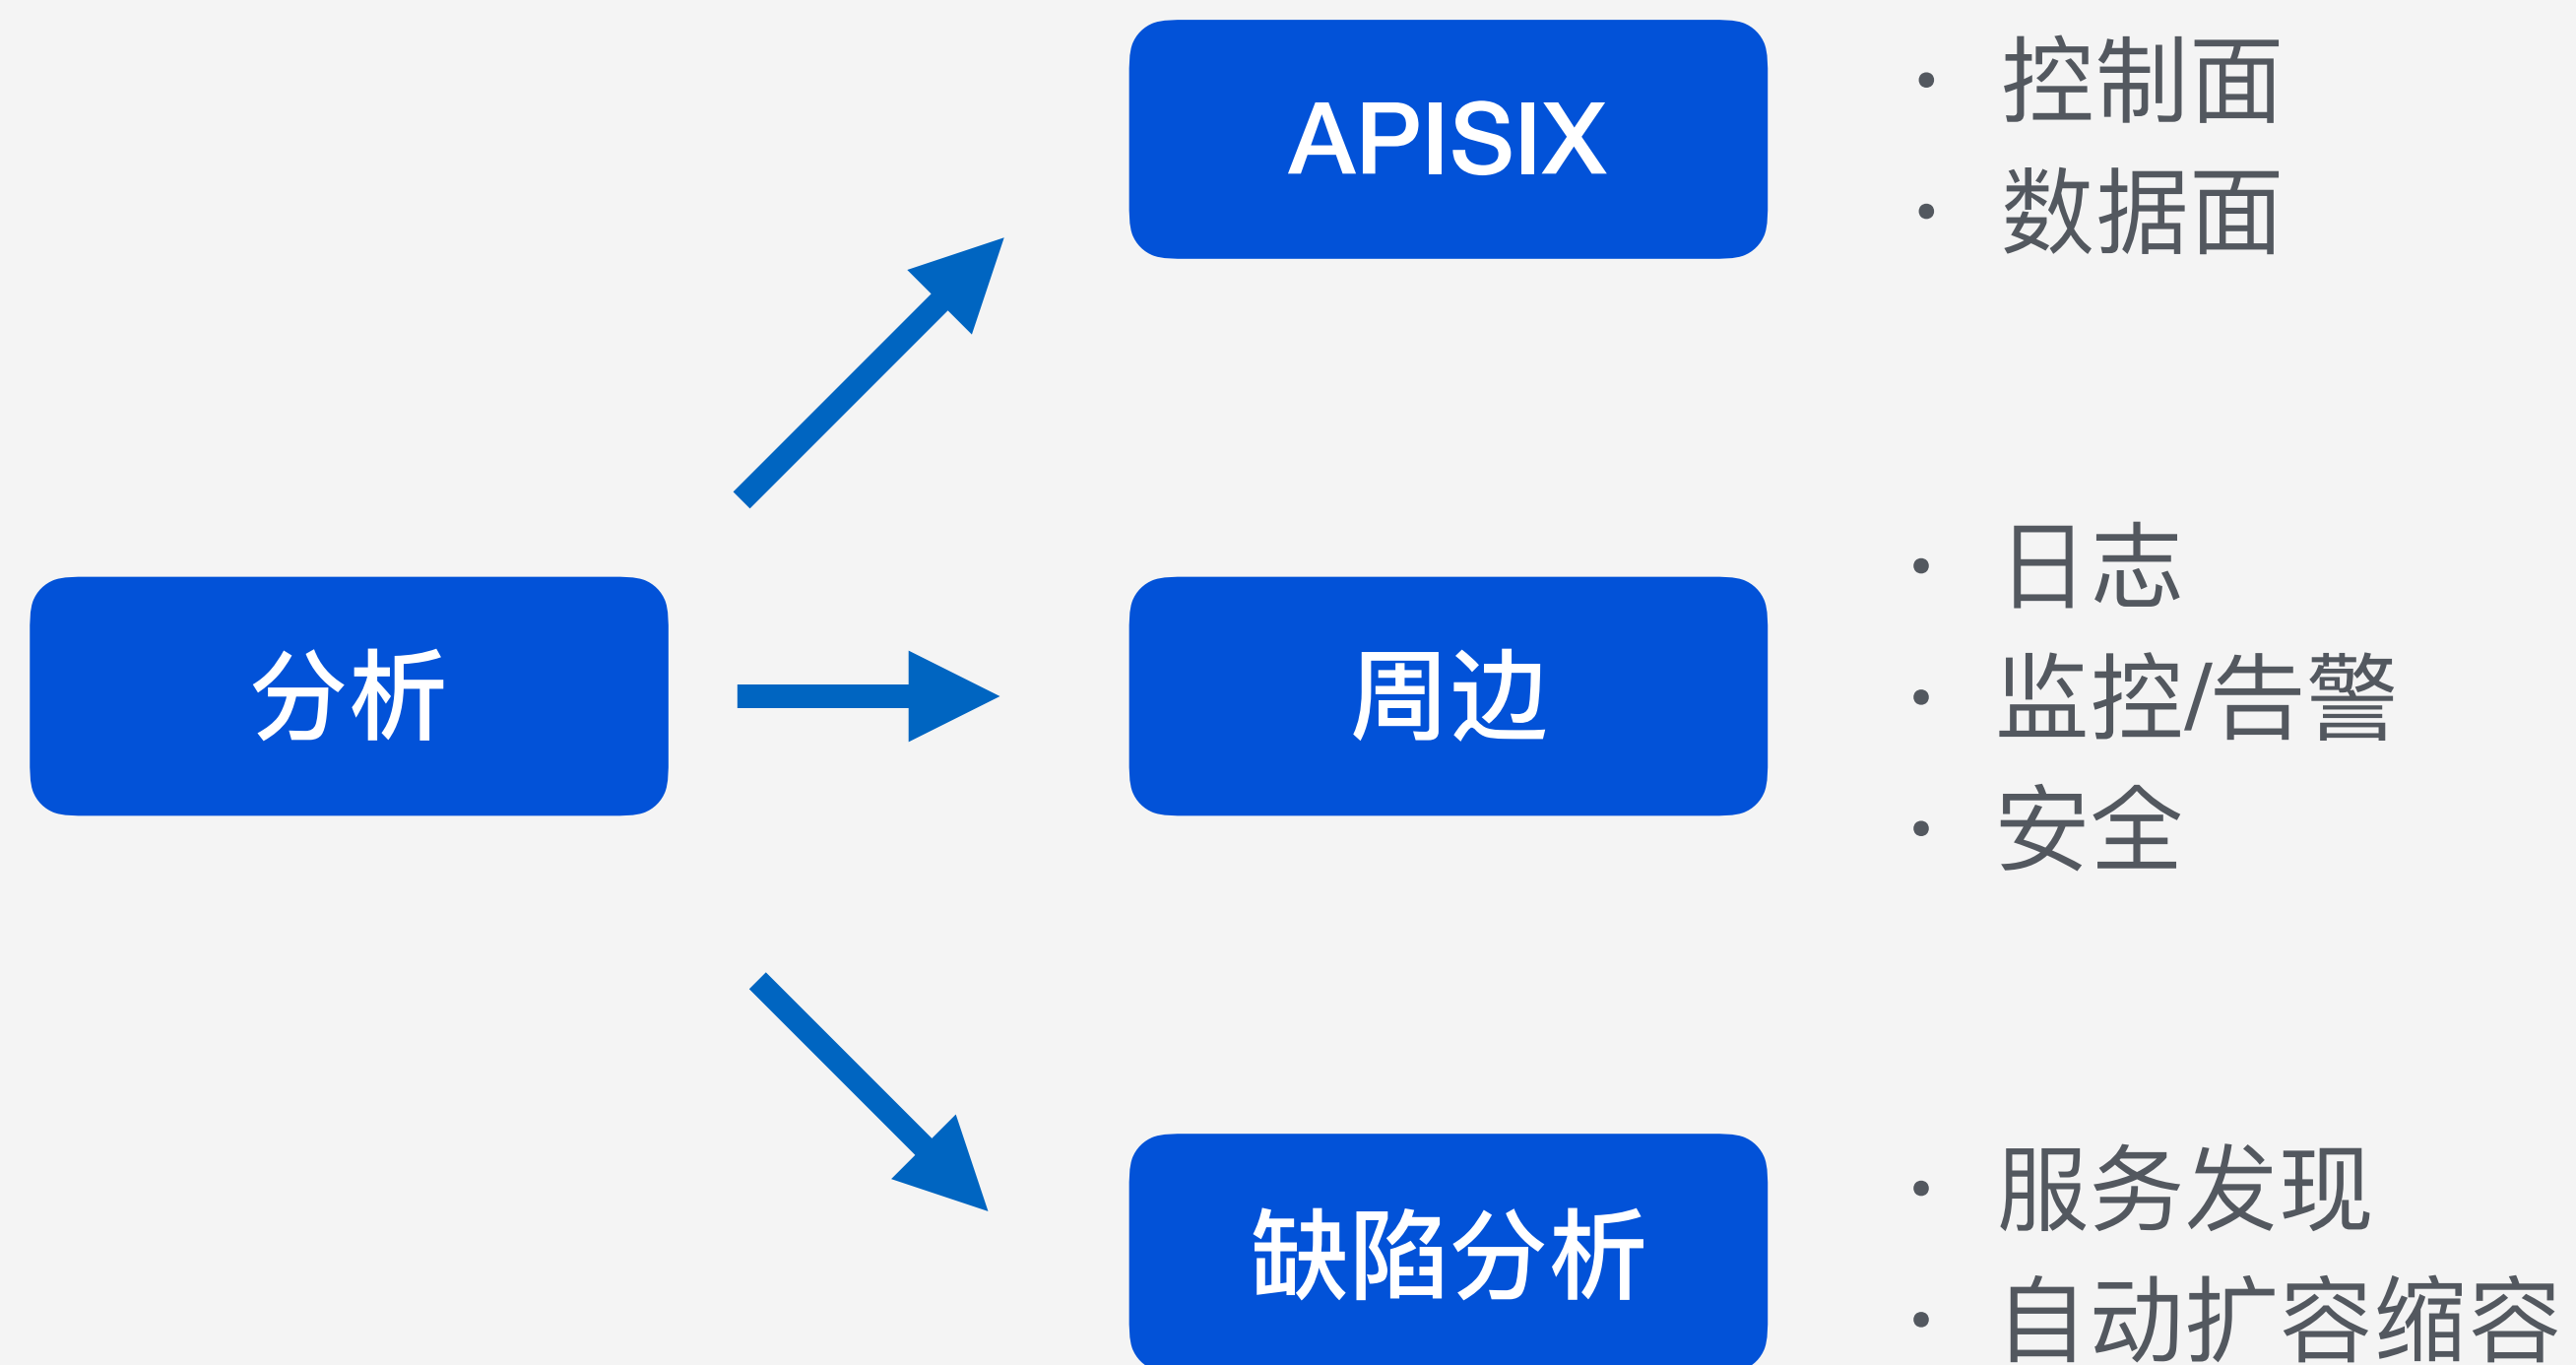 APISIX
• 控制面
• 数据面
分析
周边
• 日志
• 监控/告警
• 安全
缺陷分析
• 服务发现
• 自动扩容缩容